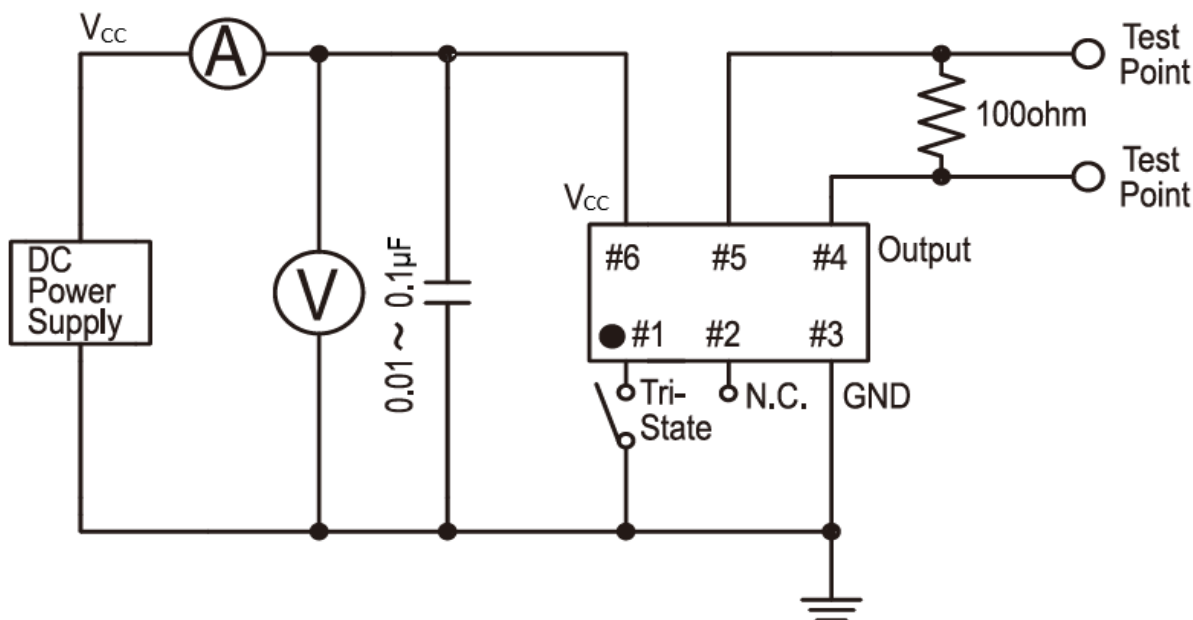 VCC
A
Test
Point
100ohm
Test
Point
VCC
DC
Power
Supply
V
0.01 ~ 0.1µF
#6 #5 #4
Output
#1 #2 #3
Tri-
State
N.C.
GND